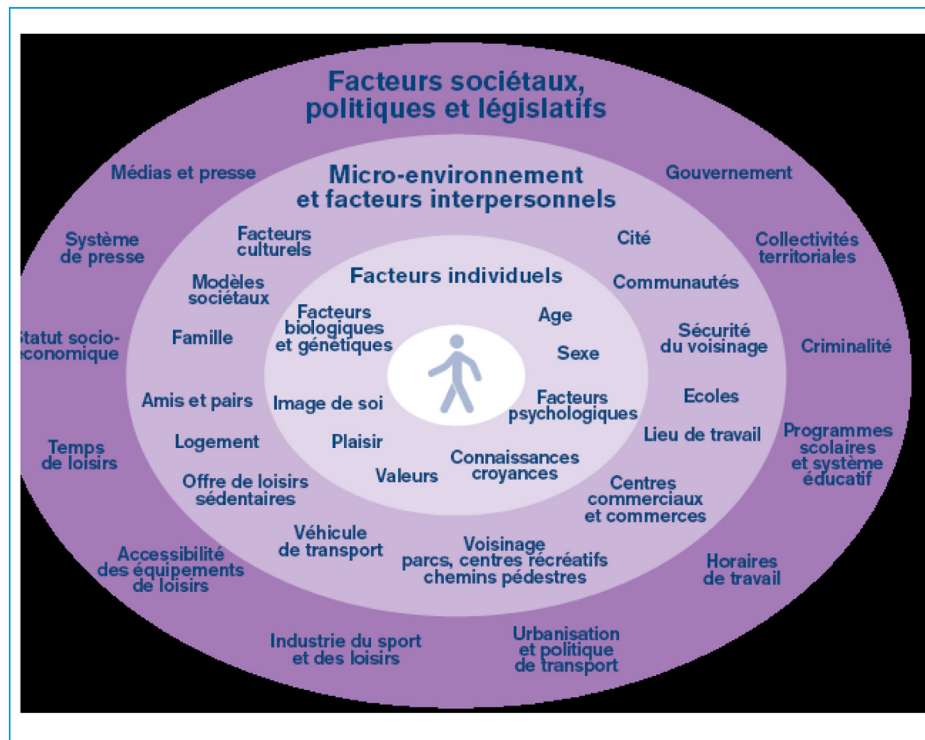 Facteurs sociétaux,
politiques et législatifs
Médias et presse
Gouvernement
Système
de presse
Collectivités
territoriales
Statut socio-
économique
Criminalité
Temps
de loisirs
Programmes
scolaires
et système
éducatif
Accessibilité
des équipements
de loisirs
Horaires
de travail
Industrie du sport
et des loisirs
Urbanisation
et politique
de transport
Micro-environnement
et facteurs interpersonnels
Facteurs
culturels
Cité
Modèles
sociétaux
Communautés
Famille
Sécurité
du voisinage
Amis et pairs
Ecoles
Logement
Lieu de travail
Offre de loisirs
sédentaires
Centres
commerciaux
et commerces
Véhicule
de transport
Voisinage
parcs, centres récréatifs
chemins pédestres
Facteurs individuels
Facteurs
biologiques
et génétiques
Age
Sexe
Image de soi
Facteurs
psychologiques
Plaisir
Valeurs
Connaissances
croyances